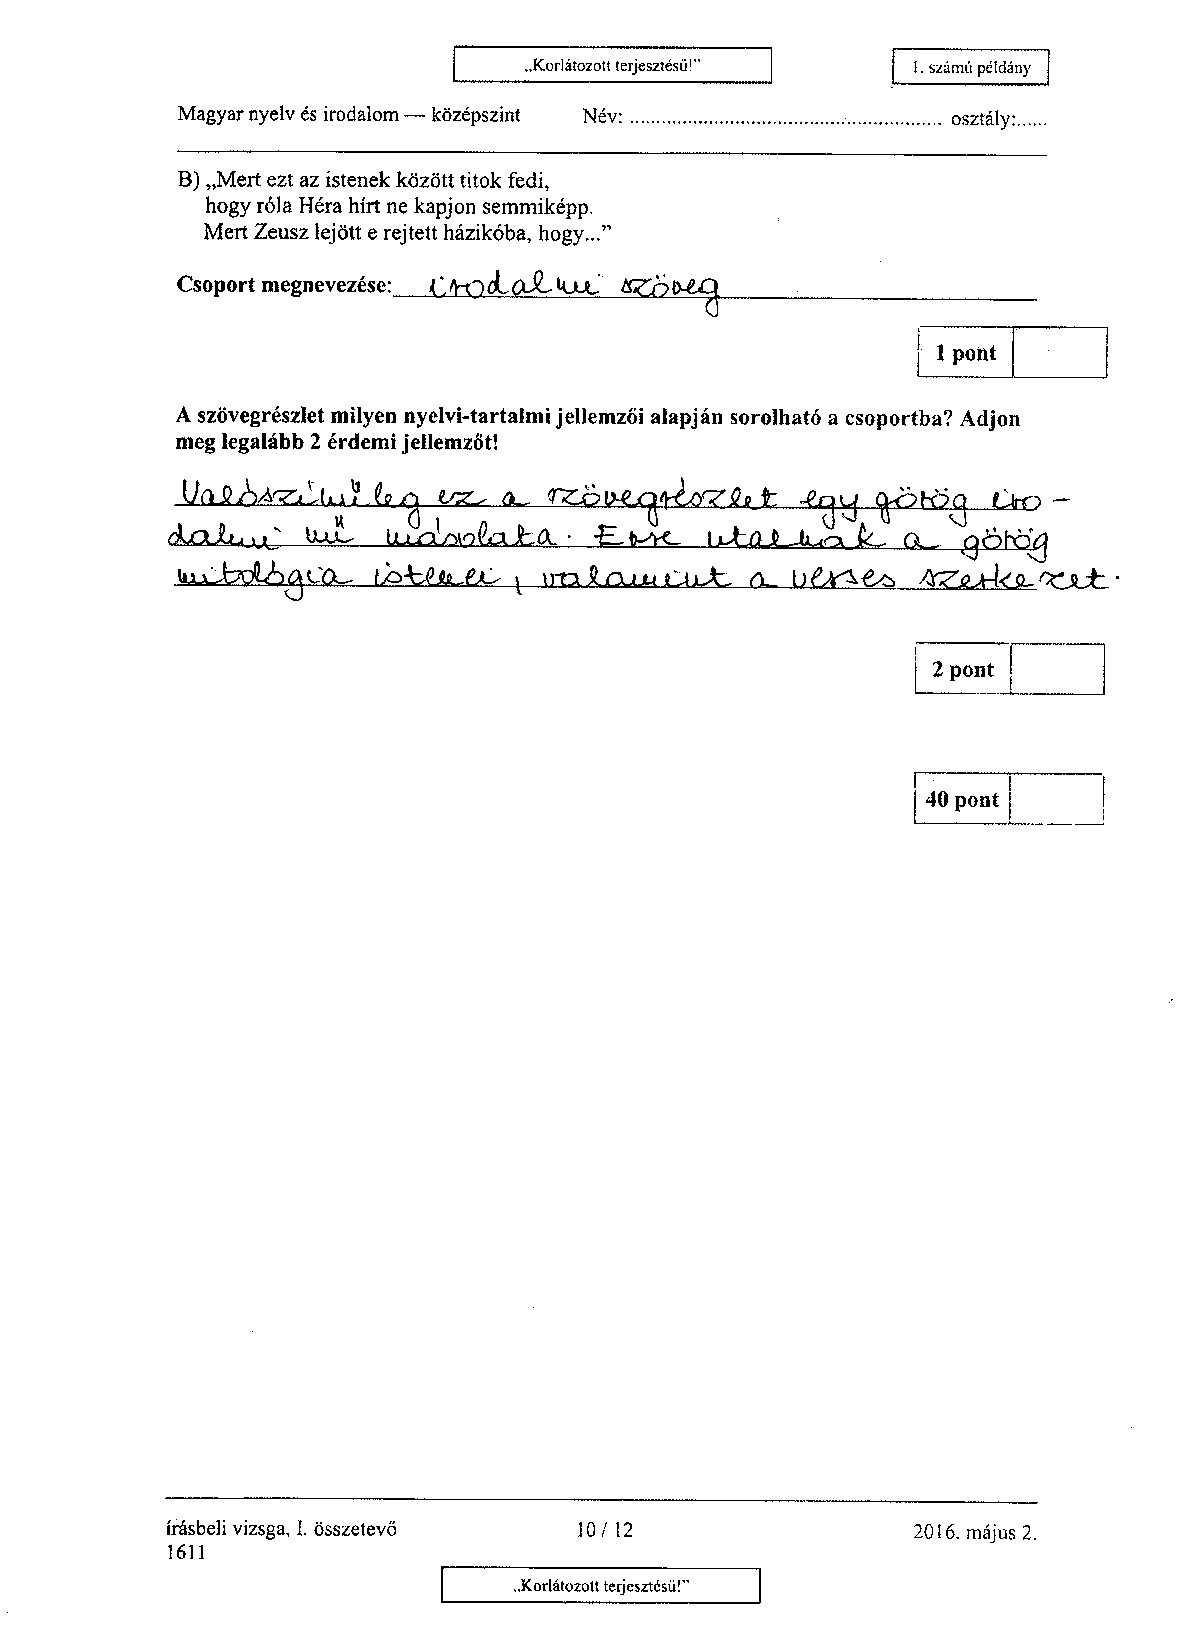 „Korlátozott terjesztésű!”
1. számú példány
Magyar nyelv és irodalom — középszint Név: ........................................................... osztály:......
B) „Mert ezt az istenek között titok fedi,
hogy róla Héra hírt ne kapjon semmiképp.
Mert Zeusz lejött e rejtett házikóba, hogy...”
Csoport megnevezése: irodalmi szöveg
1 pont
A szövegrészlet milyen nyelvi-tartalmi jellemzői alapján sorolható a csoportba? Adjon
meg legalább 2 érdemi jellemzőt!
Valószínűleg ez a szövegrészlet egy görög iro-
dalmi mű másolata. Erre utalnak a görög
mitológia istenei, valamint a verses szerkezet.
2 pont
40 pont
írásbeli vizsga, I. összetevő 10 / 12 2016. május 2.
1611
„Korlátozott terjesztésű!”